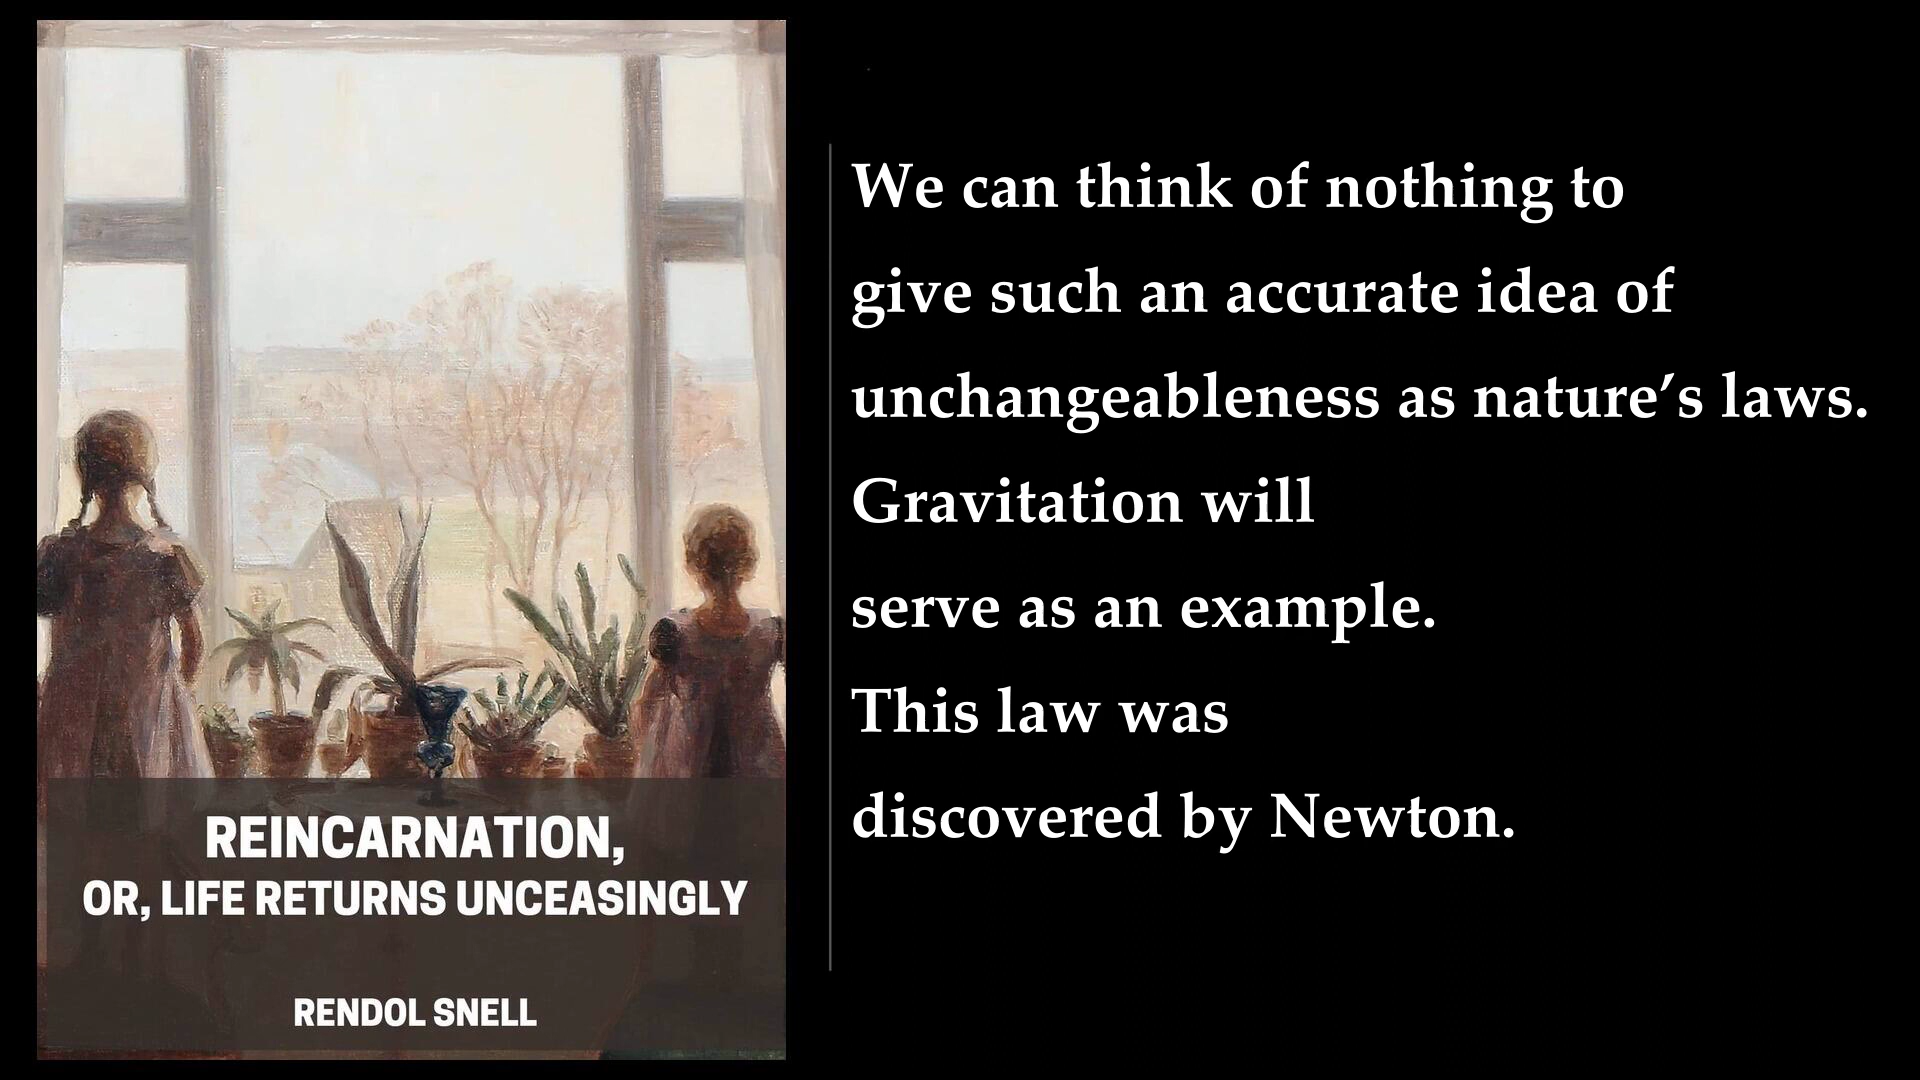 REINCARNATION,
OR, LIFE RETURNS UNCEASINGLY
RENDOL SNELL
We can think of nothing to
give such an accurate idea of
unchangeableness as nature’s laws.
Gravitation will
serve as an example.
This law was
discovered by Newton.